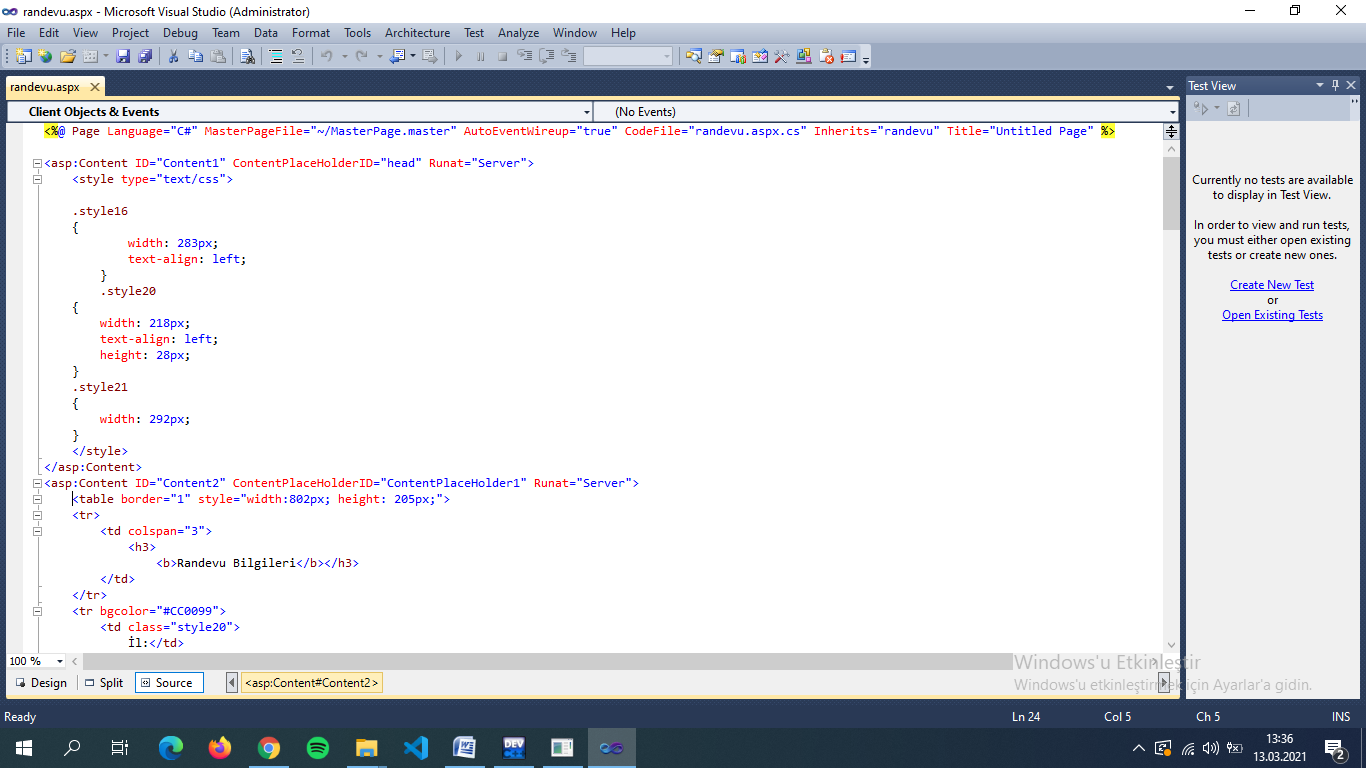 randevu.aspx - Microsoft Visual Studio (Administrator)
File Edit View Project Debug Team Data Format Tools Architecture Test Analyze Window Help
randevu.aspx
Client Objects & Events
(No Events)
<%@ Page Language="C#" MasterPageFile="~/MasterPage.master" AutoEventWireup="true" CodeFile="randevu.aspx.cs" Inherits="randevu" Title="Untitled Page" %>
<asp:Content ID="Content1" ContentPlaceHolderID="head" Runat="Server">
<style type="text/css">
.style16
{
width: 283px;
text-align: left;
}
.style20
{
width: 218px;
text-align: left;
height: 28px;
}
.style21
{
width: 292px;
}
</style>
</asp:Content>
<asp:Content ID="Content2" ContentPlaceHolderID="ContentPlaceHolder1" Runat="Server">
<table border="1" style="width:802px; height: 205px;">
<tr>
<td colspan="3">
<h3>
<b>Randevu Bilgileri</b></h3>
</td>
</tr>
<tr bgcolor="#CC0099">
<td class="style20">
İl:</td>
100 %
Design Split Source <asp:Content#Content2>
Test View
Currently no tests are available
to display in Test View.
In order to view and run tests,
you must either open existing
tests or create new ones.
Create New Test
or
Open Existing Tests
Windows'u Etkinleştir
Windows'u etkinleştirmek için Ayarlar'a gidin.
Ready
Ln 24 Col 5 Ch 5 INS
DEV
13:36
13.03.2021
2